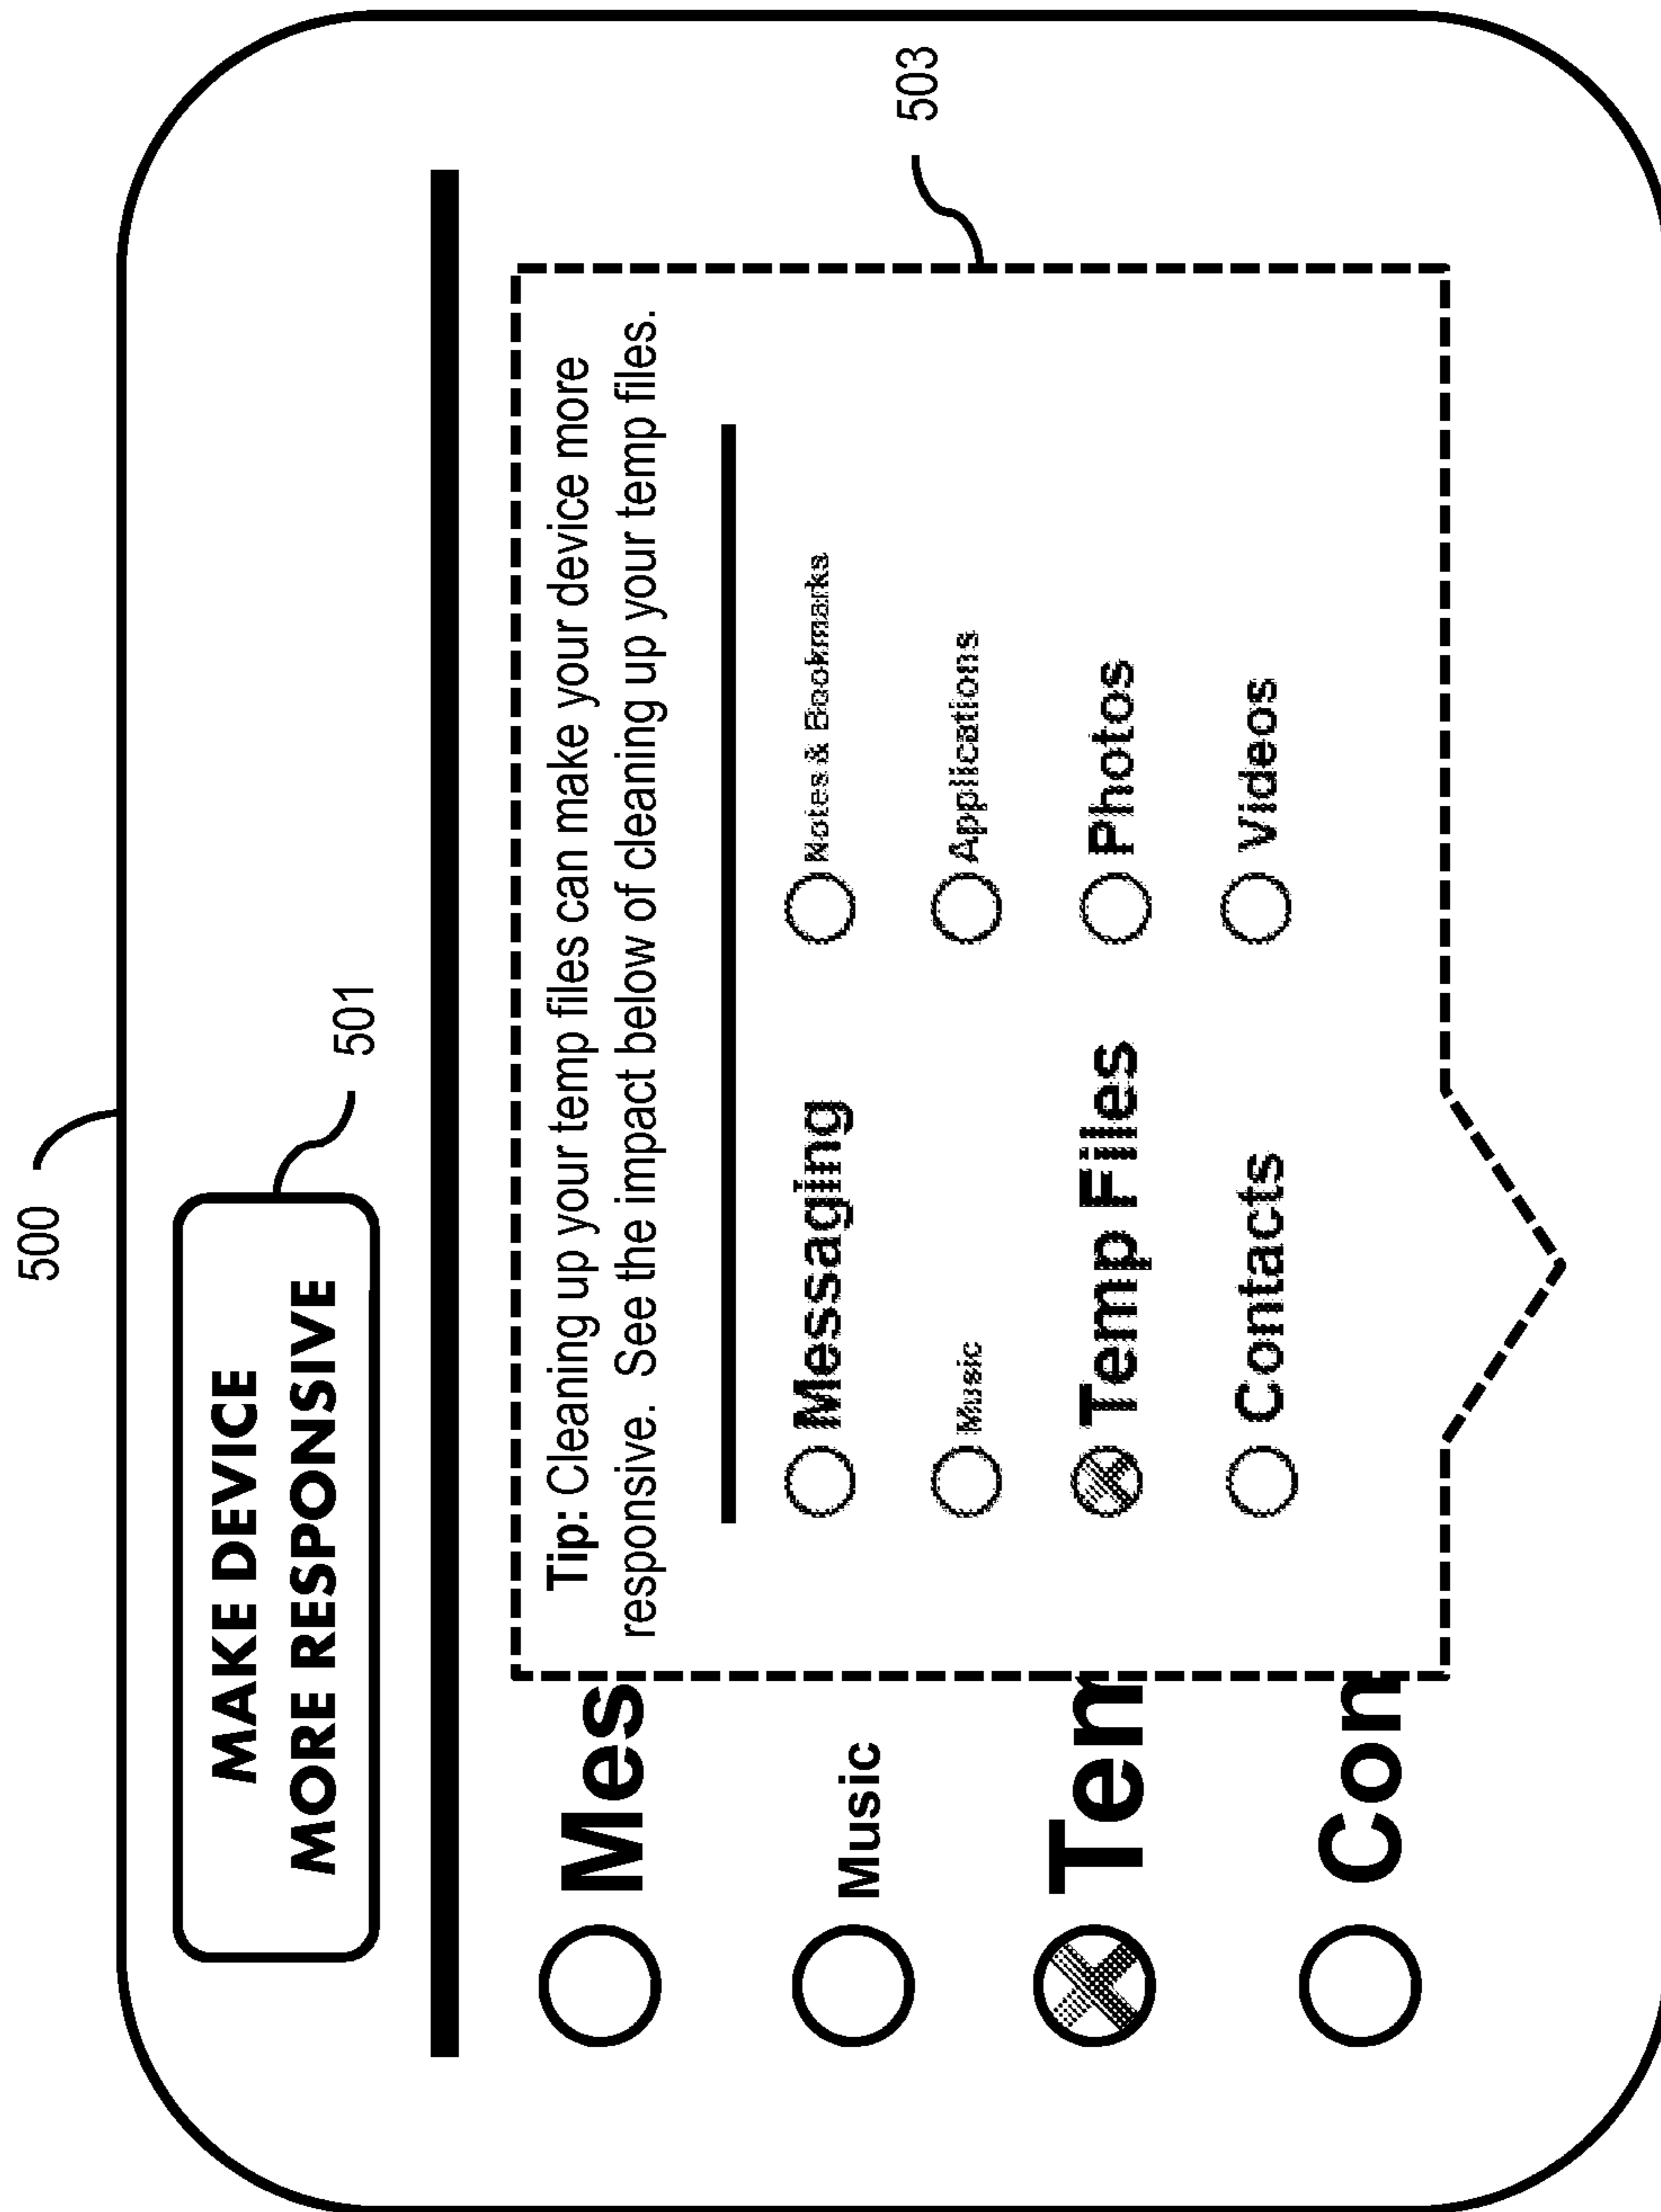 500
MAKE DEVICE
MORE RESPONSIVE
501
503
Tip: Cleaning up your temp files can make your device more
responsive. See the impact below of cleaning up your temp files.
Mes
Messaging
Notes & Bookmarks
Music
Music
Applications
Tem
Temp Files
Photos
Con
Contacts
Videos